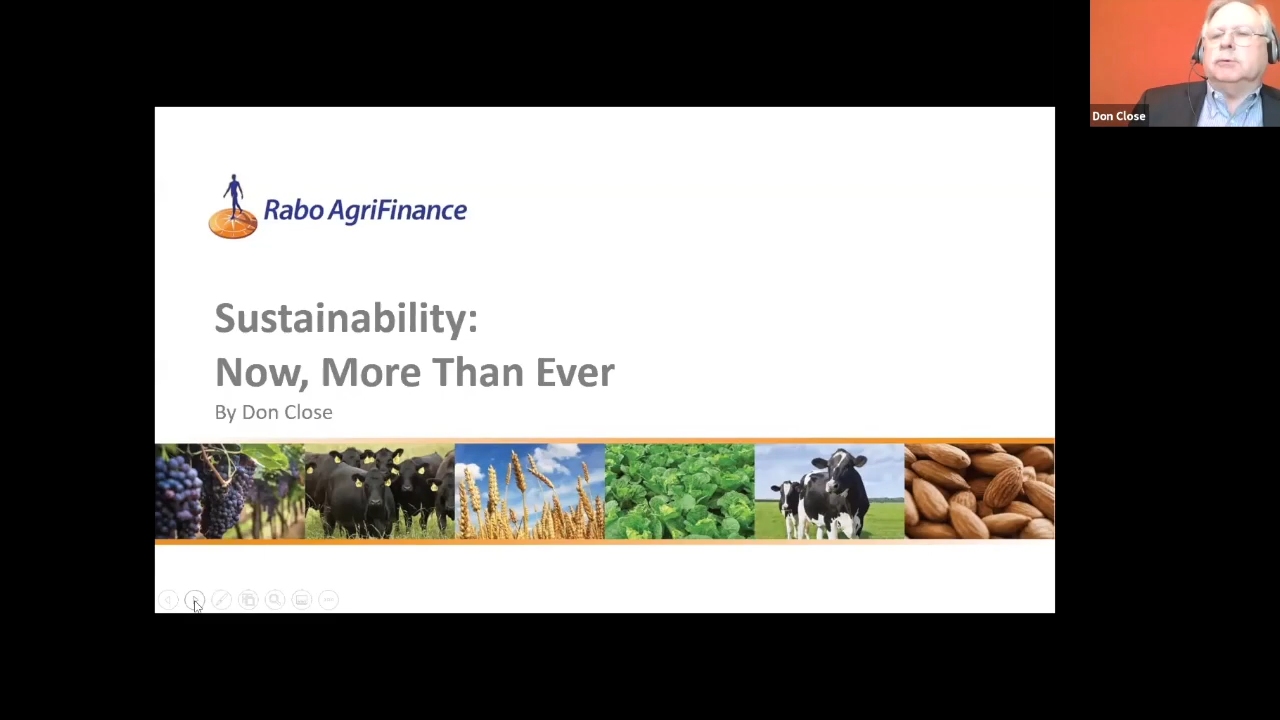 Don Close
Rabo AgriFinance
Sustainability:
Now, More Than Ever
By Don Close